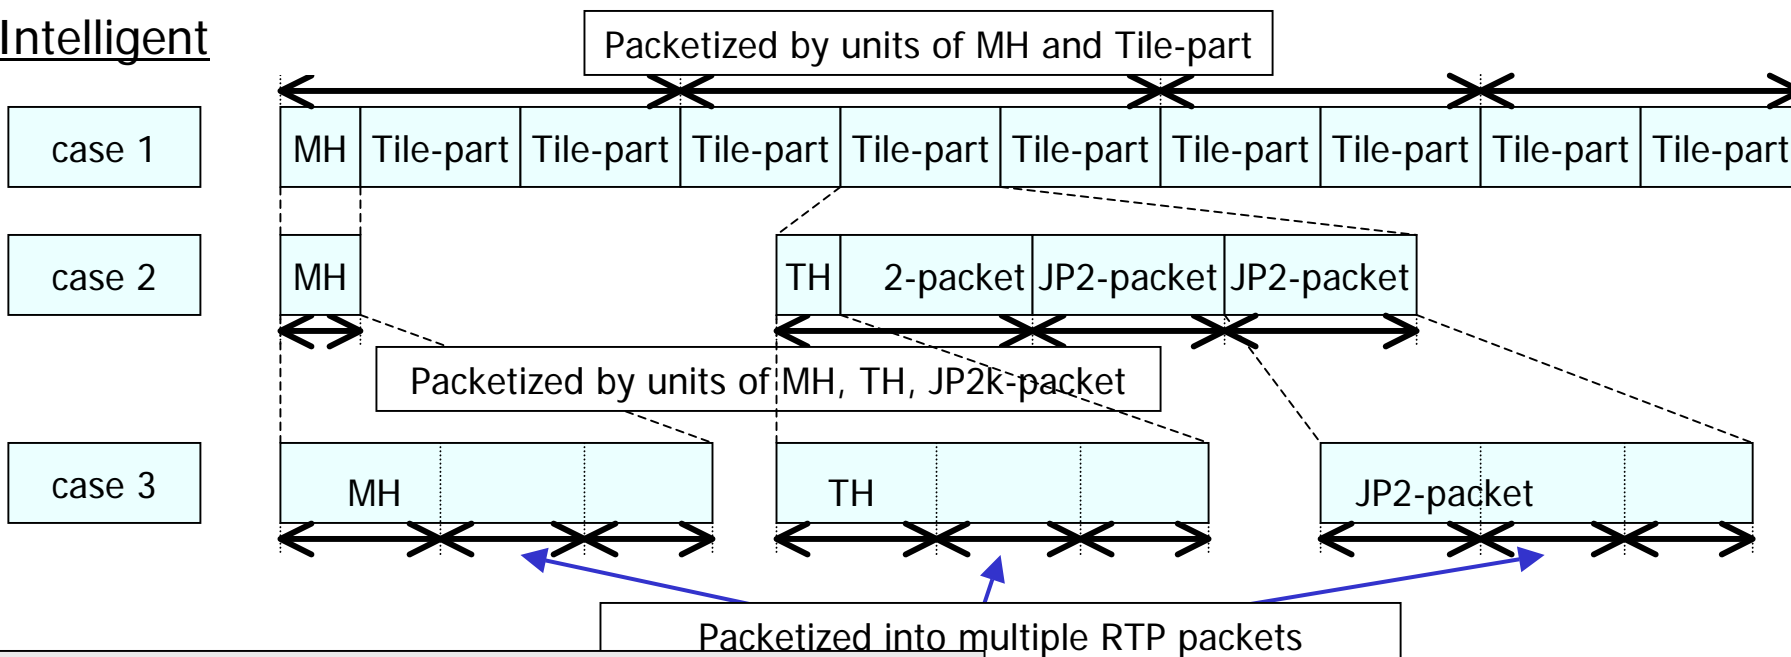 Intelligent
Packetized by units of MH and Tile-part
case 1
MH Tile-part Tile-part Tile-part Tile-part Tile-part Tile-part Tile-part Tile-part Tile-part
case 2
MH TH 2-packet JP2-packet JP2-packet
Packetized by units of MH, TH, JP2k-packet
case 3
MH TH JP2-packet
Packetized into multiple RTP packets